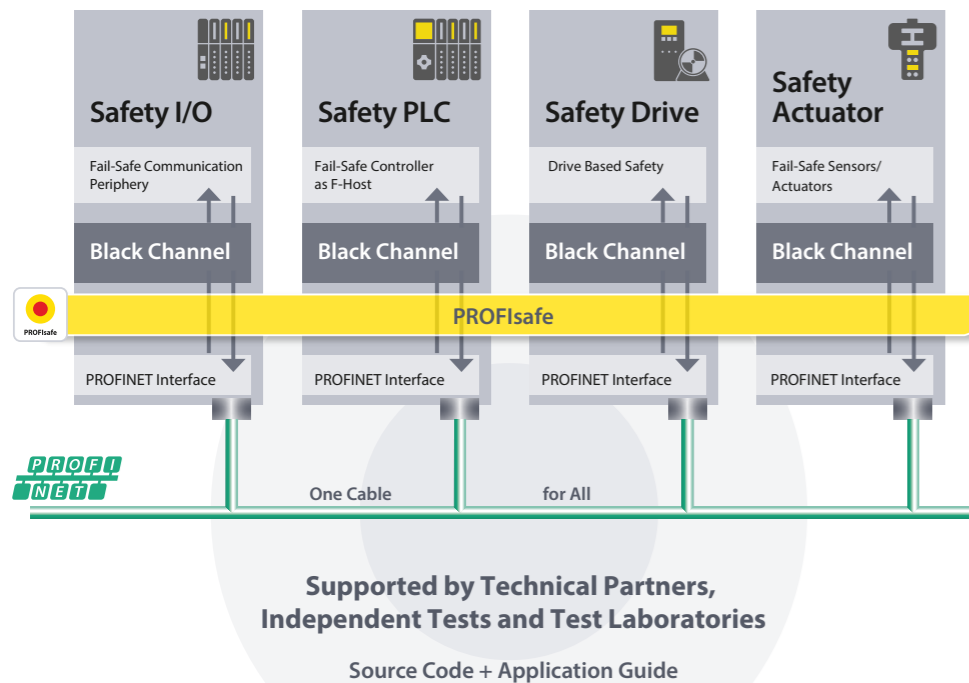 Safety I/O
Fail-Safe Communication
Periphery
Black Channel
PROFINET Interface
Safety PLC
Fail-Safe Controller
as F-Host
Black Channel
PROFINET Interface
Safety Drive
Drive Based Safety
Black Channel
PROFINET Interface
Safety
Actuator
Fail-Safe Sensors/
Actuators
Black Channel
PROFINET Interface
PROFIsafe
PROFIsafe
PROFI
NET
One Cable for All
Supported by Technical Partners,
Independent Tests and Test Laboratories
Source Code + Application Guide